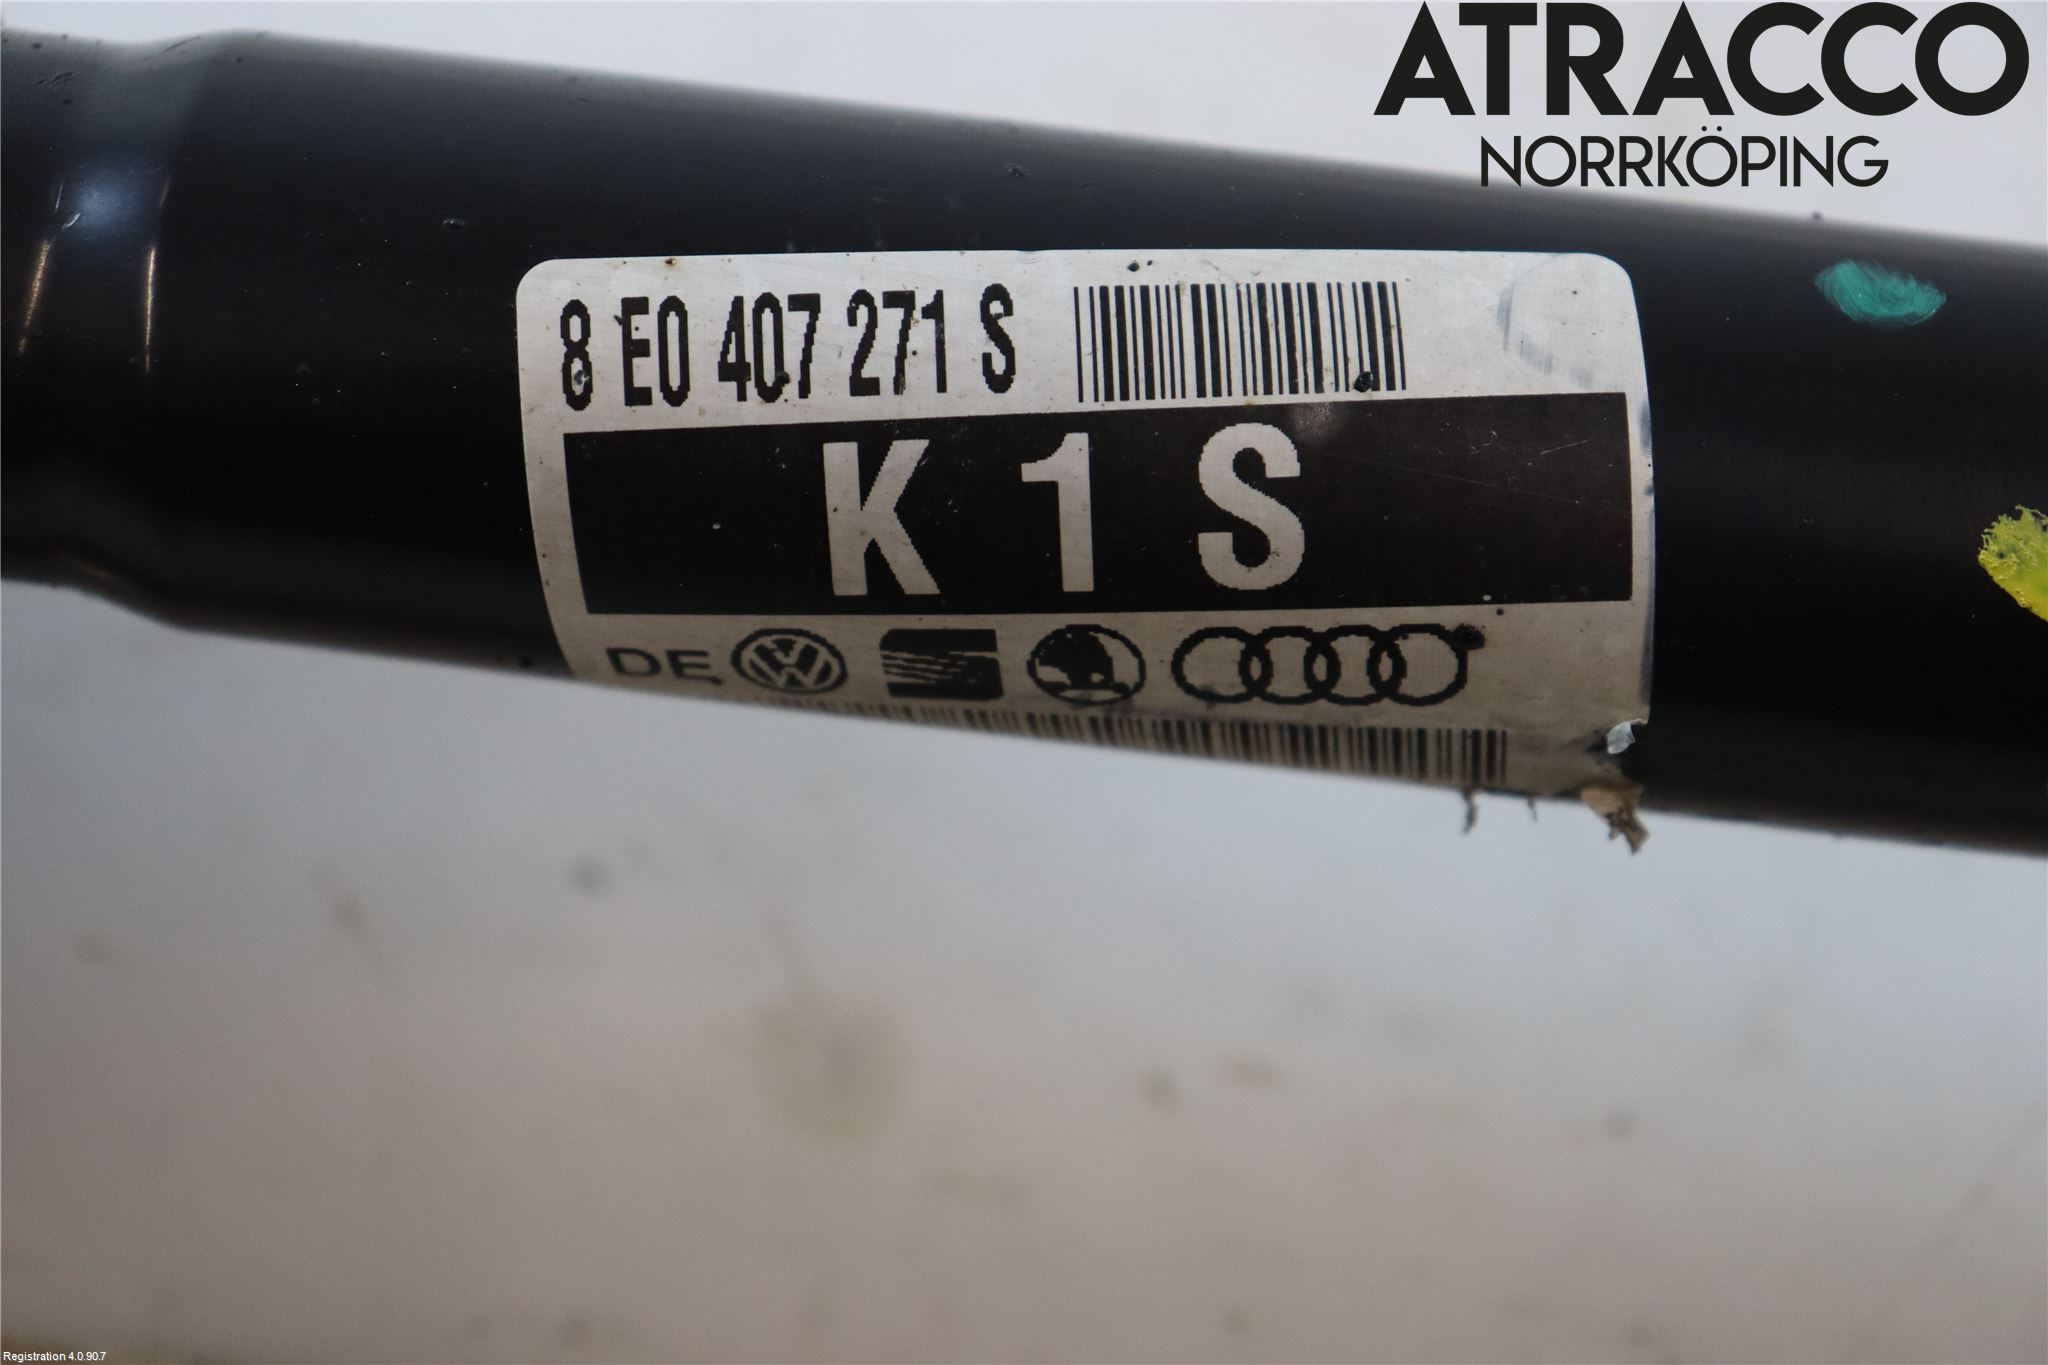 ATRACCO
NORRKÖPING
8 E0 407 271 S
K 1 S
DE
Registration 4.0.90.7